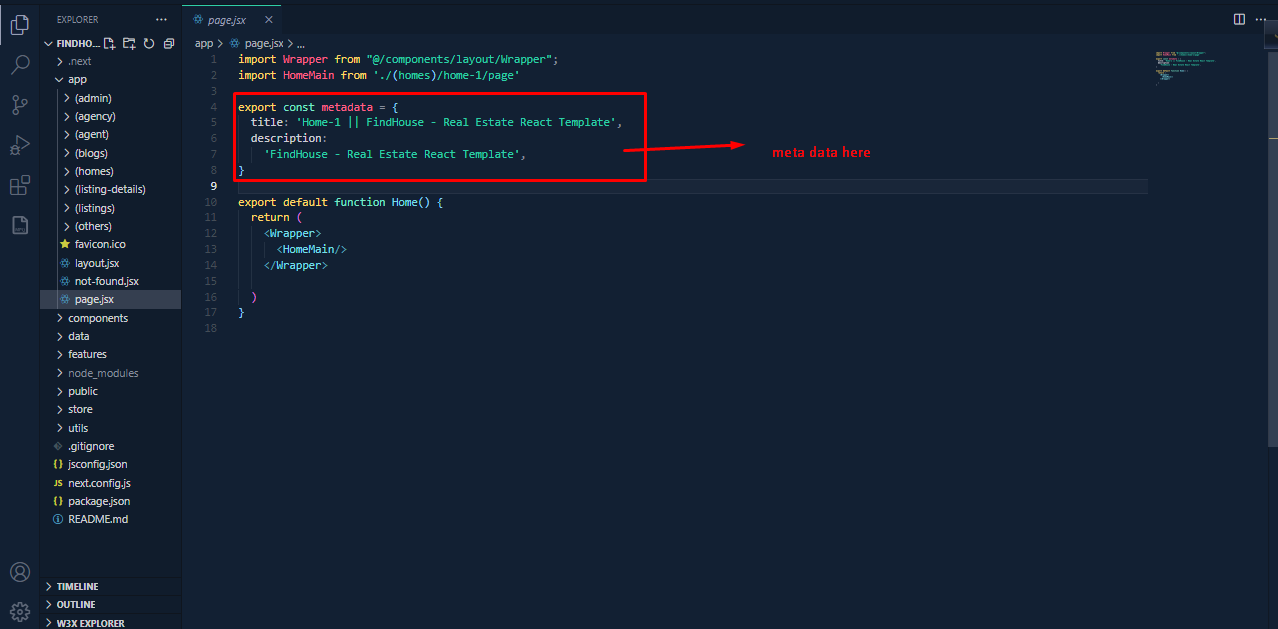 EXPLORER
FINDHO...
.next
app
(admin)
(agency)
(agent)
(blogs)
(homes)
(listing-details)
(listings)
(others)
favicon.ico
layout.jsx
not-found.jsx
page.jsx
components
data
features
node_modules
public
store
utils
.gitignore
{} jsconfig.json
JS next.config.js
{} package.json
README.md
TIMELINE
OUTLINE
W3X EXPLORER
page.jsx
app > page.jsx > ...
1 import Wrapper from "@/components/layout/Wrapper";
2 import HomeMain from './(homes)/home-1/page'
3
4 export const metadata = {
5 title: 'Home-1 || FindHouse - Real Estate React Template',
6 description:
7 'FindHouse - Real Estate React Template',
8 }
9
10 export default function Home() {
11 return (
12 <Wrapper>
13 <HomeMain/>
14 </Wrapper>
15
16 )
17 }
18
meta data here